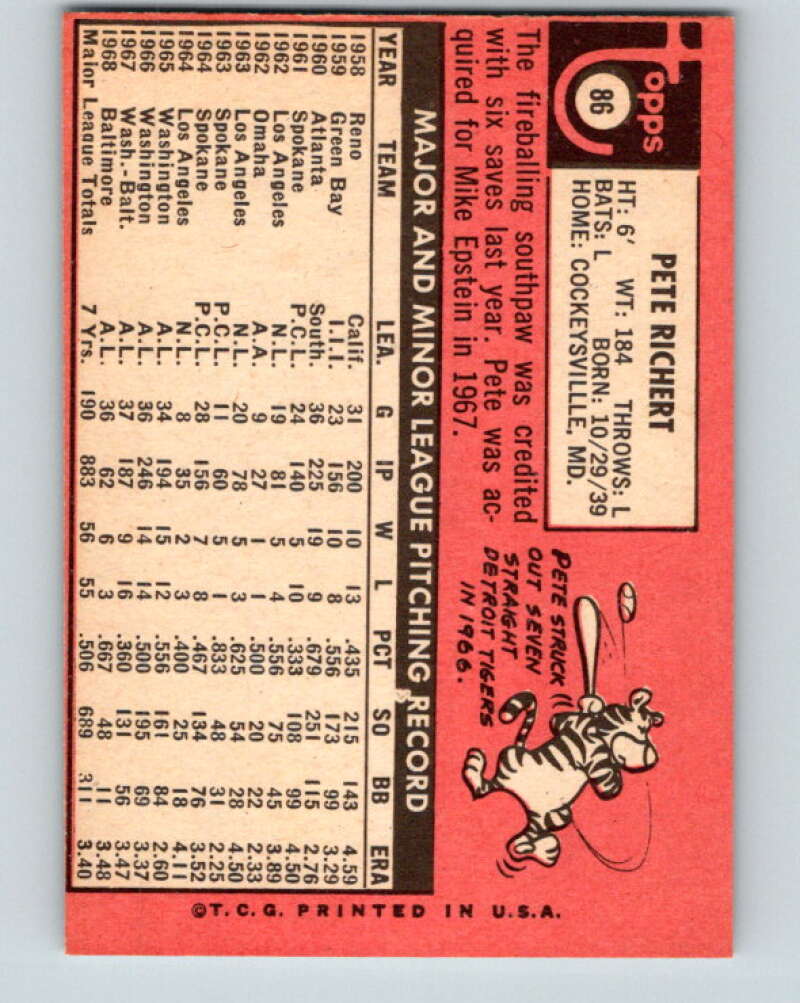 Topps
86
PETE RICHERT
HT: 6' WT: 184 THROWS: L
BATS: L BORN: 10/29/39
HOME: COCKEYSVILLLE, MD.
The fireballing southpaw was credited
with six saves last year. Pete was ac-
quired for Mike Epstein in 1967.
PETE STRICK
OUT SEVEN
STRAIGHT
DETROIT TIGERS
IN 1966.
MAJOR AND MINOR LEAGUE PITCHING RECORD
YEAR TEAM LEA. G IP W L PCT SO BB ERA
1958 Reno Calif. 31 200 10 13 .435 215 143 4.59
1959 Green Bay I.I.I. 23 156 10 8 .556 173 99 3.29
1960 Atlanta South. 36 225 19 9 .679 251 115 2.76
1961 Spokane P.C.L. 24 140 5 10 .333 108 99 4.50
1962 Los Angeles N.L. 19 81 5 4 .556 75 45 3.89
1962 Omaha A.A. 9 27 1 1 .500 20 22 2.33
1963 Los Angeles N.L. 20 78 5 3 .625 54 28 4.50
1963 Spokane P.C.L. 11 60 5 1 .833 48 31 2.25
1964 Spokane P.C.L. 28 156 7 8 .467 134 76 3.52
1964 Los Angeles N.L. 8 35 2 3 .400 25 18 4.11
1965 Washington A.L. 34 194 15 12 .556 161 84 2.60
1966 Washington A.L. 36 246 14 14 .500 195 69 3.37
1967 Wash.-Balt. A.L. 37 187 9 16 .360 131 56 3.47
1968 Baltimore A.L. 36 62 6 3 .667 48 11 3.48
Major League Totals 7 Yrs. 190 883 56 55 .506 689 311 3.40
©T.C.G. PRINTED IN U.S.A.